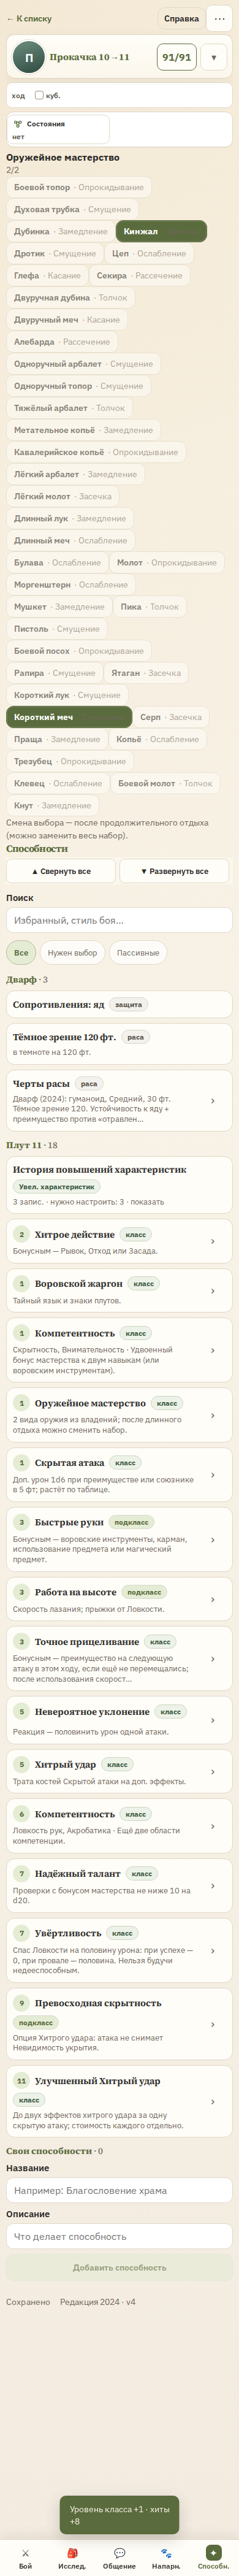 ← К списку
Справка
⋯
П
Прокачка 10→11
91/91
▾
ход
куб.
Состояния
нет
Оружейное мастерство
2/2
Боевой топор · Опрокидывание
Духовая трубка · Смущение
Дубинка · Замедление
Кинжал
Дротик · Смущение
Цеп · Ослабление
Глефа · Касание
Секира · Рассечение
Двуручная дубина · Толчок
Двуручный меч · Касание
Алебарда · Рассечение
Одноручный арбалет · Смущение
Одноручный топор · Смущение
Тяжёлый арбалет · Толчок
Метательное копьё · Замедление
Кавалерийское копьё · Опрокидывание
Лёгкий арбалет · Замедление
Лёгкий молот · Засечка
Длинный лук · Замедление
Длинный меч · Ослабление
Булава · Ослабление
Молот · Опрокидывание
Моргенштерн · Ослабление
Мушкет · Замедление
Пика · Толчок
Пистоль · Смущение
Боевой посох · Опрокидывание
Рапира · Смущение
Ятаган · Засечка
Короткий лук · Смущение
Короткий меч
Серп · Засечка
Праща · Замедление
Копьё · Ослабление
Трезубец · Опрокидывание
Клевец · Ослабление
Боевой молот · Толчок
Кнут · Замедление
Смена выбора — после продолжительного отдыха
(можно заменить весь набор).
Способности
▲ Свернуть все
▼ Развернуть все
Поиск
Избранный, стиль боя…
Все
Нужен выбор
Пассивные
Дварф · 3
Сопротивления: яд защита
Тёмное зрение 120 фт. раса
в темноте на 120 фт.
Черты расы раса
Дварф (2024): гуманоид, Средний, 30 фт.
Тёмное зрение 120. Устойчивость к яду +
преимущество против «отравлен…
›
Плут 11 · 18
История повышений характеристик
Увел. характеристик
3 запис. · нужно настроить: 3 · показать
2 Хитрое действие класс
Бонусным — Рывок, Отход или Засада.
›
1 Воровской жаргон класс
Тайный язык и знаки плутов.
›
1 Компетентность класс
Скрытность, Внимательность · Удвоенный
бонус мастерства к двум навыкам (или
воровским инструментам).
›
1 Оружейное мастерство класс
2 вида оружия из владений; после длинного
отдыха можно сменить набор.
›
1 Скрытая атака класс
Доп. урон 1d6 при преимуществе или союзнике
в 5 фт; растёт по таблице.
›
3 Быстрые руки подкласс
Бонусным — воровские инструменты, карман,
использование предмета или магический
предмет.
›
3 Работа на высоте подкласс
Скорость лазания; прыжки от Ловкости.
›
3 Точное прицеливание класс
Бонусным — преимущество на следующую
атаку в этом ходу, если ещё не перемещались;
после использования скорост…
›
5 Невероятное уклонение класс
Реакция — половинить урон одной атаки.
›
5 Хитрый удар класс
Трата костей Скрытой атаки на доп. эффекты.
›
6 Компетентность класс
Ловкость рук, Акробатика · Ещё две области
компетенции.
›
7 Надёжный талант класс
Проверки с бонусом мастерства не ниже 10 на
d20.
›
7 Увёртливость класс
Спас Ловкости на половину урона: при успехе —
0, при провале — половина. Нельзя будучи
недееспособным.
›
9 Превосходная скрытность
подкласс
Опция Хитрого удара: атака не снимает
Невидимость укрытия.
›
11 Улучшенный Хитрый удар
класс
До двух эффектов хитрого удара за одну
скрытую атаку; стоимость каждого отдельно.
›
Свои способности · 0
Название
Например: Благословение храма
Описание
Что делает способность
Добавить способность
Сохранено Редакция 2024 · v4
Уровень класса +1 · хиты
+8
Бой
Исслед.
Общение
Напарн.
Способн.